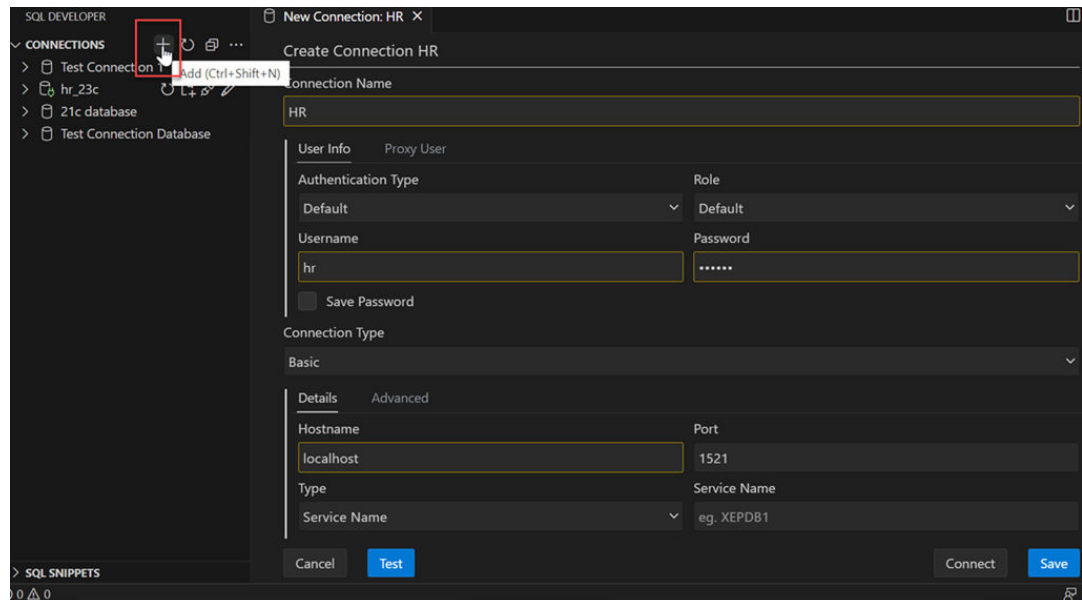 SQL DEVELOPER
New Connection: HR
CONNECTIONS
Create Connection HR
Test Connection 1
Add (Ctrl+Shift+N)
Connection Name
hr_23c
HR
21c database
Test Connection Database
User Info Proxy User
Authentication Type Role
Default Default
Username Password
hr ••••••
Save Password
Connection Type
Basic
Details Advanced
Hostname Port
localhost 1521
Type Service Name
Service Name eg. XEPDB1
Cancel Test Connect Save
SQL SNIPPETS
0 0